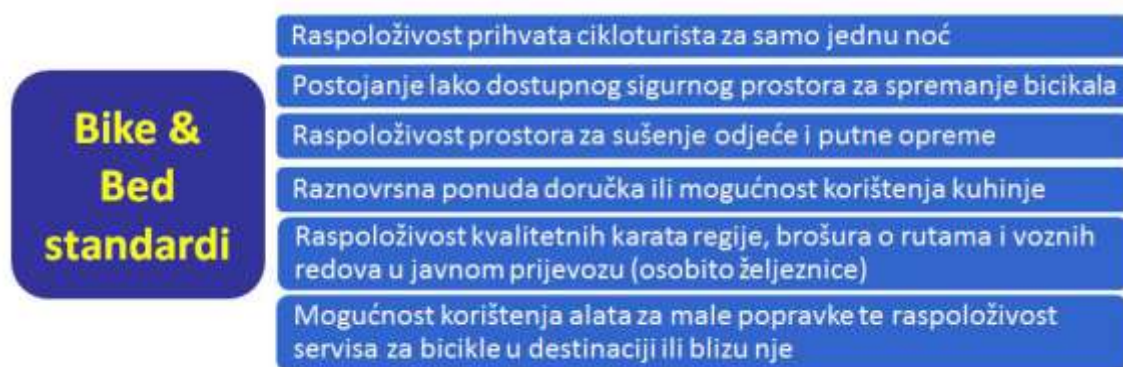 Bike &
Bed
standardi
Raspoloživost prihvata cikloturista za samo jednu noć
Postojanje lako dostupnog sigurnog prostora za spremanje bicikala
Raspoloživost prostora za sušenje odjeće i putne opreme
Raznovrsna ponuda doručka ili mogućnost korištenja kuhinje
Raspoloživost kvalitetnih karata regije, brošura o rutama i voznih
redova u javnom prijevozu (osobito željeznice)
Mogućnost korištenja alata za male popravke te raspoloživost
servisa za bicikle u destinaciji ili blizu nje